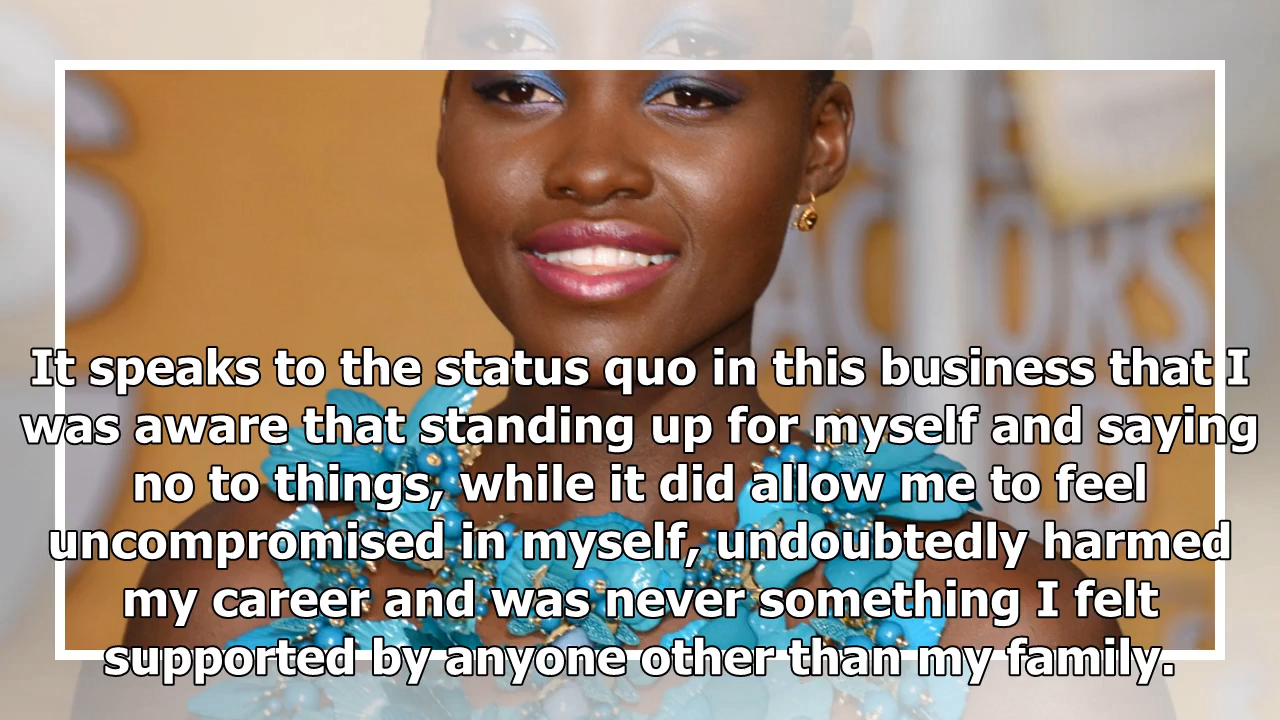 ACTORS
It speaks to the status quo in this business that I
was aware that standing up for myself and saying
no to things, while it did allow me to feel
uncompromised in myself, undoubtedly harmed
my career and was never something I felt
supported by anyone other than my family.